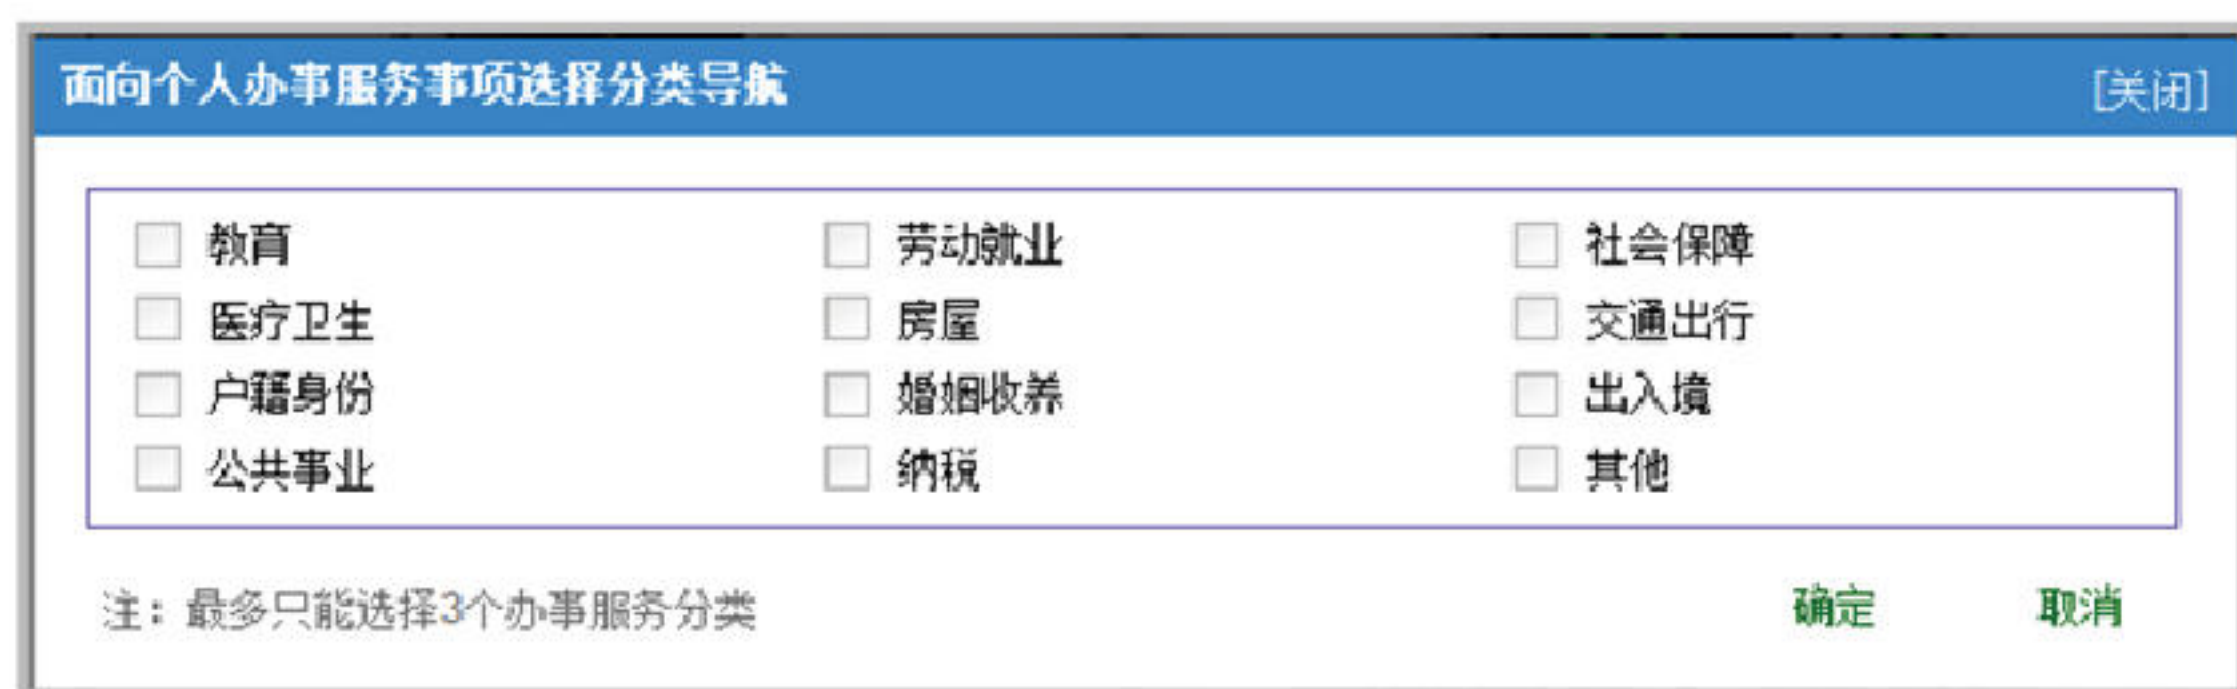 面向个人办事服务事项选择分类导航 [关闭]
教育 劳动就业 社会保障
医疗卫生 房屋 交通出行
户籍身份 婚姻收养 出入境
公共事业 纳税 其他
注：最多只能选择3个办事服务分类 确定 取消